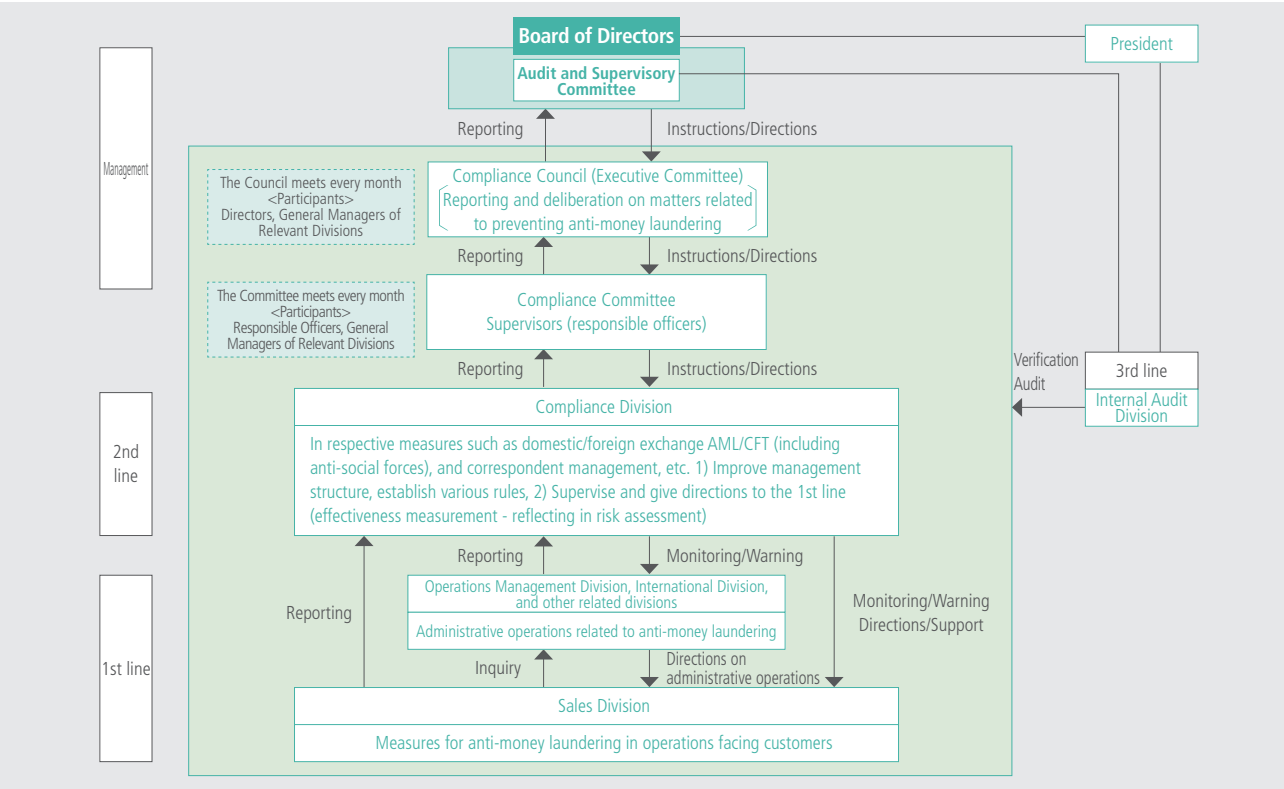 Board of Directors
President
Audit and Supervisory
Committee
Reporting
Instructions/Directions
Management
The Council meets every month
<Participants>
Directors, General Managers of
Relevant Divisions
Compliance Council (Executive Committee)
Reporting and deliberation on matters related
to preventing anti-money laundering
Reporting
Instructions/Directions
The Committee meets every month
<Participants>
Responsible Officers, General
Managers of Relevant Divisions
Compliance Committee
Supervisors (responsible officers)
Reporting
Instructions/Directions
Verification
Audit
3rd line
Internal Audit
Division
2nd
line
Compliance Division
In respective measures such as domestic/foreign exchange AML/CFT (including
anti-social forces), and correspondent management, etc. 1) Improve management
structure, establish various rules, 2) Supervise and give directions to the 1st line
(effectiveness measurement - reflecting in risk assessment)
Reporting
Monitoring/Warning
1st line
Reporting
Operations Management Division, International Division,
and other related divisions
Administrative operations related to anti-money laundering
Monitoring/Warning
Directions/Support
Inquiry
Directions on
administrative operations
Sales Division
Measures for anti-money laundering in operations facing customers